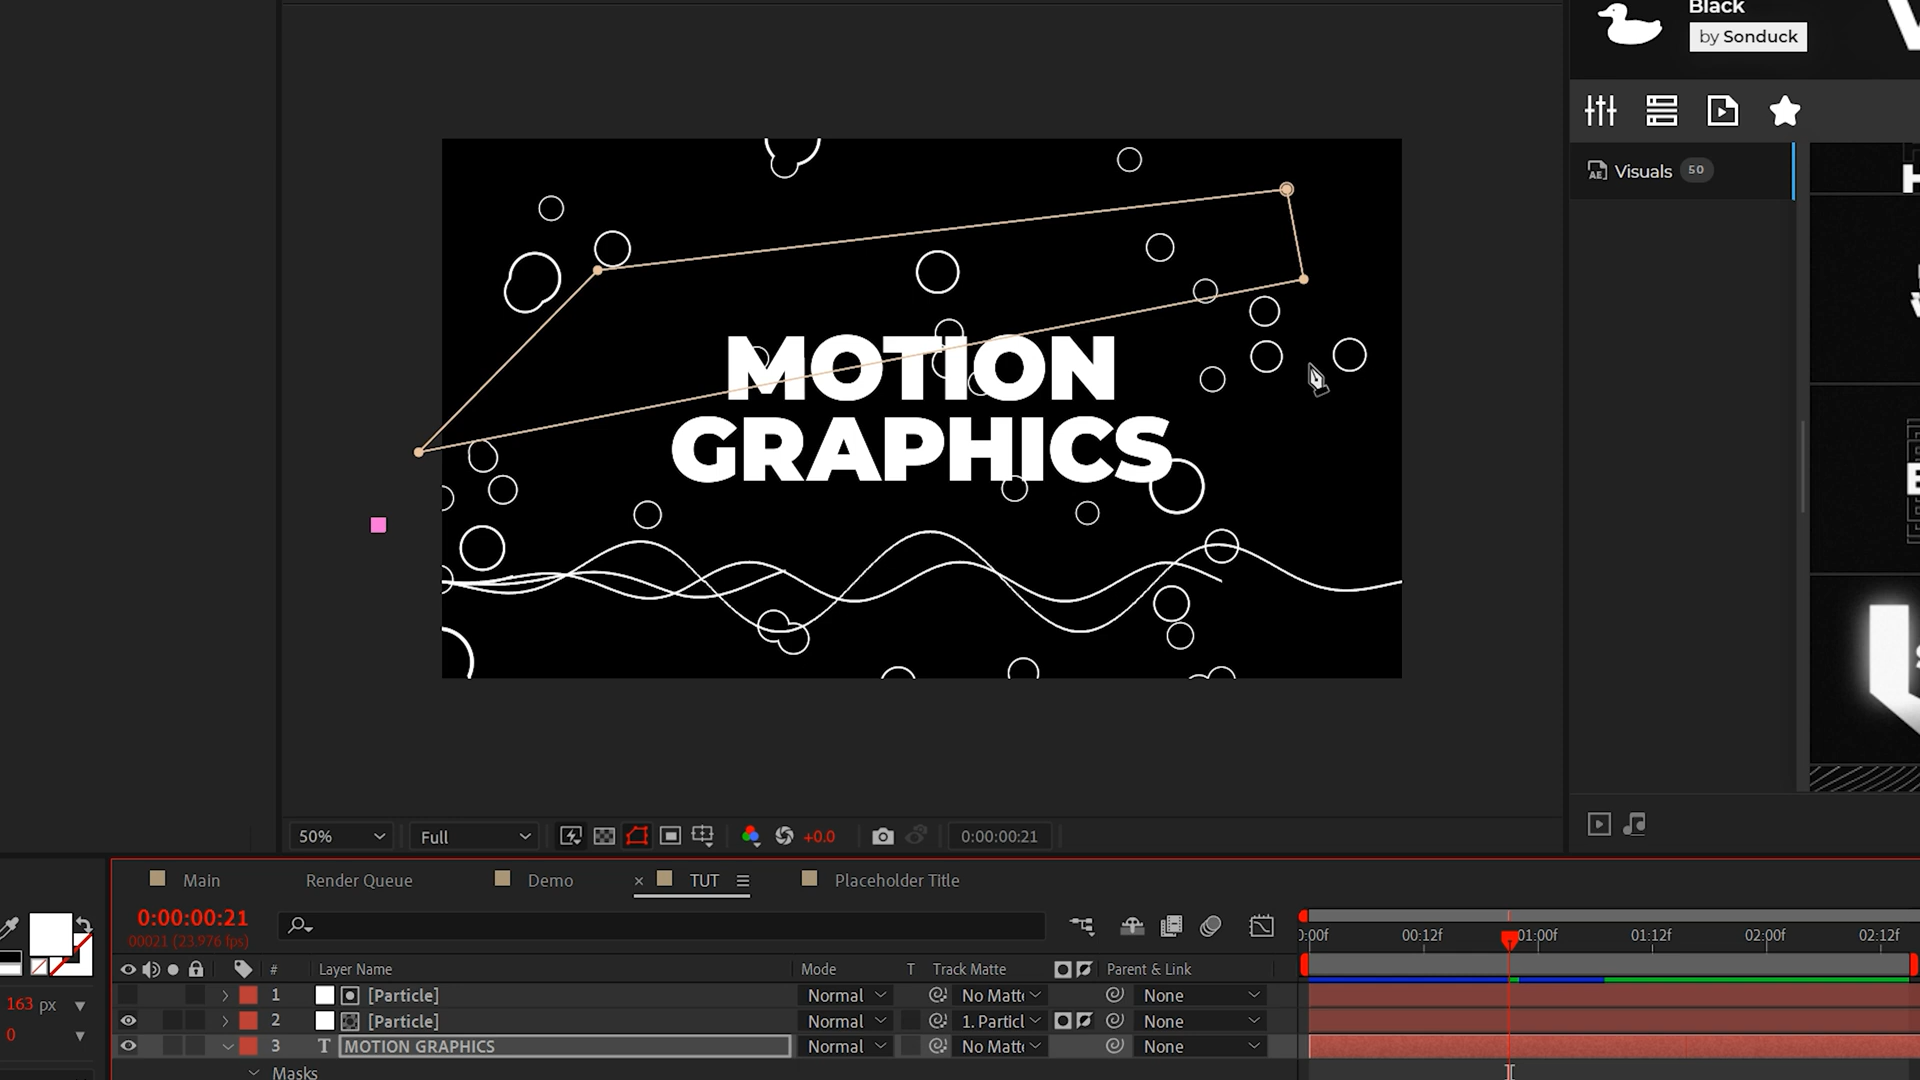 Black
by Sonduck
Visuals 50
MOTION
GRAPHICS
50%
Full
+0.0
0:00:00:21
Main
Render Queue
Demo
× TUT
Placeholder Title
0:00:00:21
00021 (23.976 fps)
00f
00:12f
01:00f
01:12f
02:00f
02:12f
# Layer Name Mode T Track Matte Parent & Link
1 [Particle] Normal No Matt None
2 [Particle] Normal 1. Particl None
3 T MOTION GRAPHICS Normal No Matt None
Masks
163 px
0